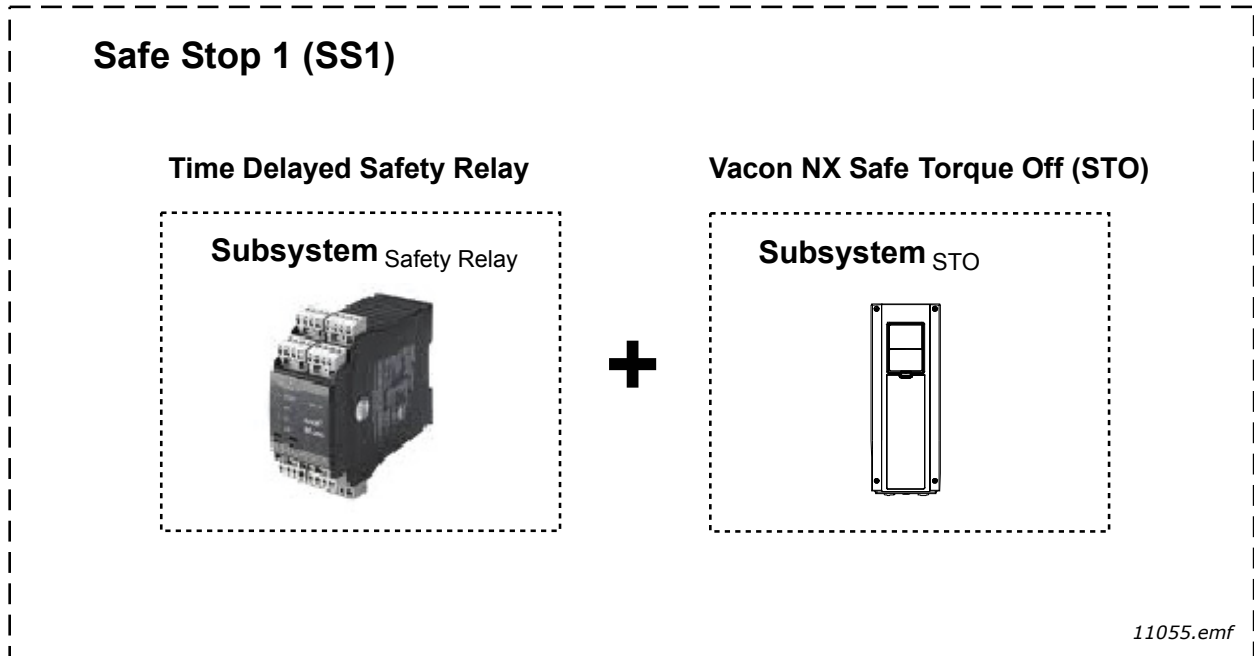 Safe Stop 1 (SS1)
Time Delayed Safety Relay
Vacon NX Safe Torque Off (STO)
Subsystem Safety Relay
Subsystem STO
+
11055.emf